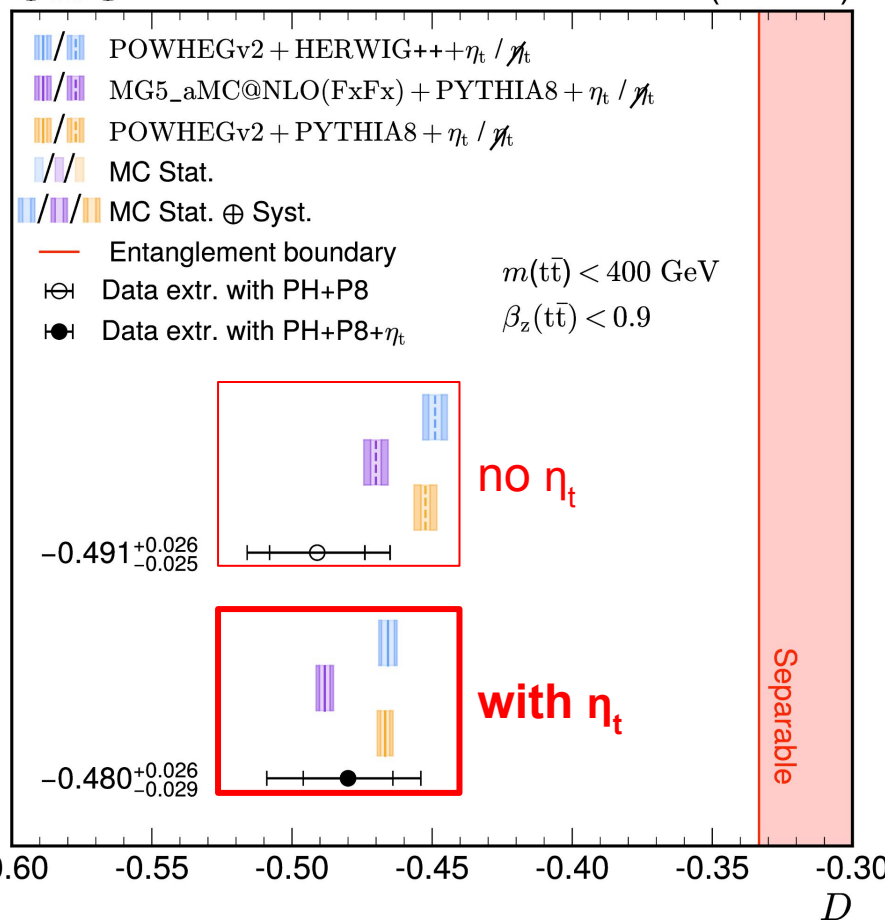 POWHEGv2 + HERWIG++ +ηt / η̸t
MG5_aMC@NLO(FxFx) + PYTHIA8 + ηt / η̸t
POWHEGv2 + PYTHIA8 + ηt / η̸t
MC Stat.
MC Stat. ⊕ Syst.
Entanglement boundary
Data extr. with PH+P8
Data extr. with PH+P8+ηt
m(tt̄) < 400 GeV
βz(tt̄) < 0.9
no ηt
−0.491 +0.026 −0.025
with ηt
−0.480 +0.026 −0.029
Separable
.60 -0.55 -0.50 -0.45 -0.40 -0.35 -0.30
D